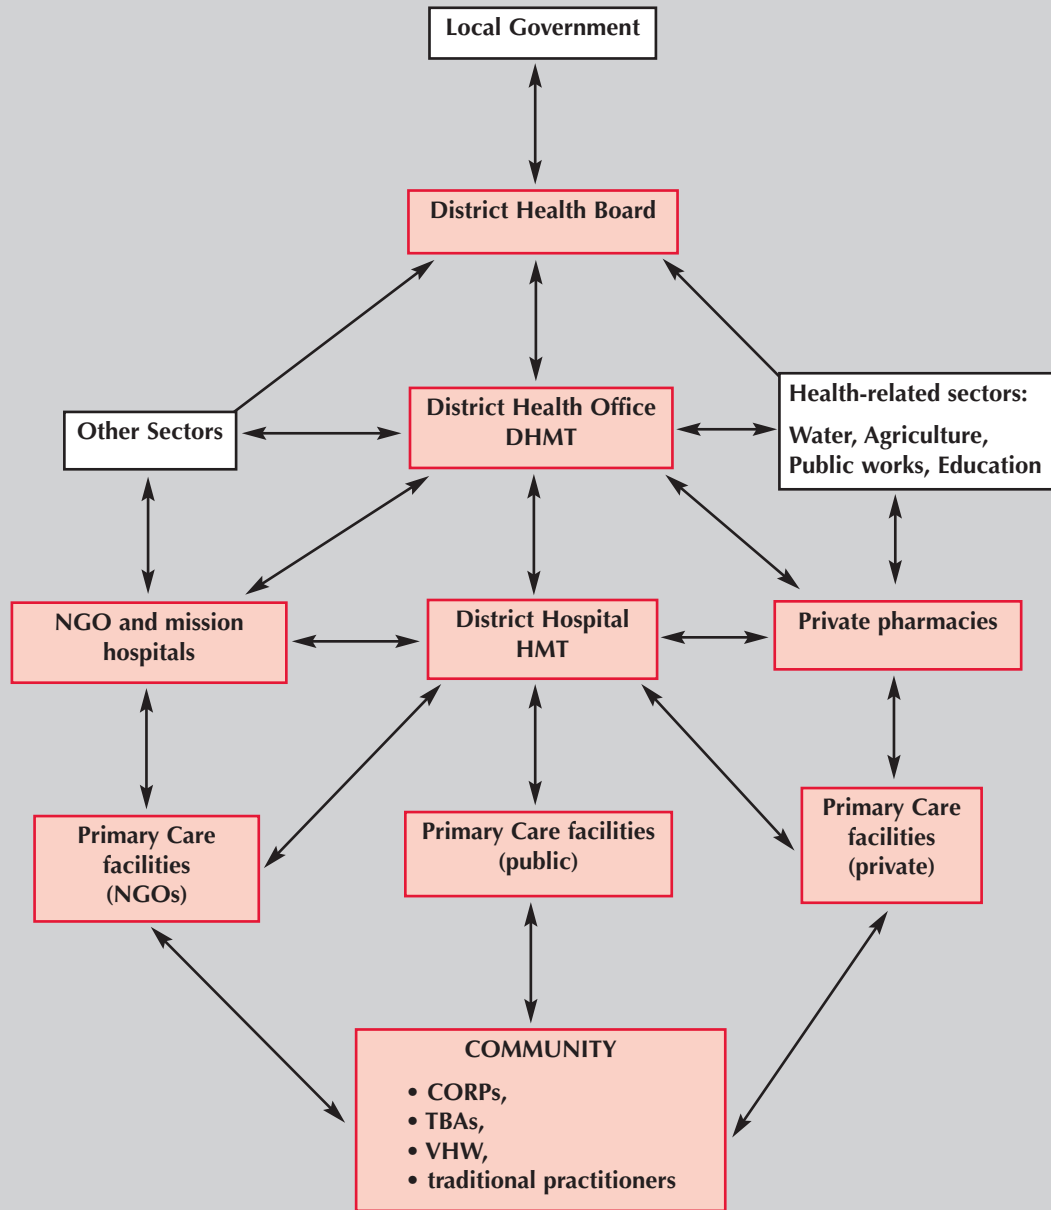 Local Government
District Health Board
Other Sectors
District Health Office
DHMT
Health-related sectors:
Water, Agriculture,
Public works, Education
NGO and mission
hospitals
District Hospital
HMT
Private pharmacies
Primary Care
facilities
(NGOs)
Primary Care facilities
(public)
Primary Care
facilities
(private)
COMMUNITY
• CORPs,
• TBAs,
• VHW,
• traditional practitioners